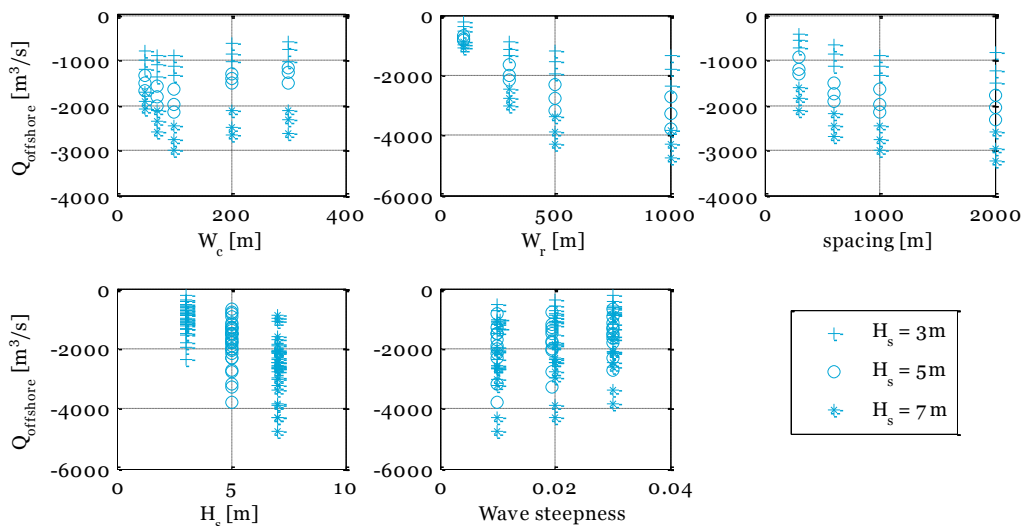 Q_offshore [m³/s]
0
-1000
-2000
-3000
-4000
0 200 400
W_c [m]
0
-2000
-4000
-6000
0 500 1000
W_r [m]
0
-1000
-2000
-3000
-4000
0 1000 2000
spacing [m]
Q_offshore [m³/s]
0
-2000
-4000
-6000
0 5 10
H_s [m]
0
-2000
-4000
-6000
0 0.02 0.04
Wave steepness
H_s = 3m
H_s = 5m
H_s = 7m